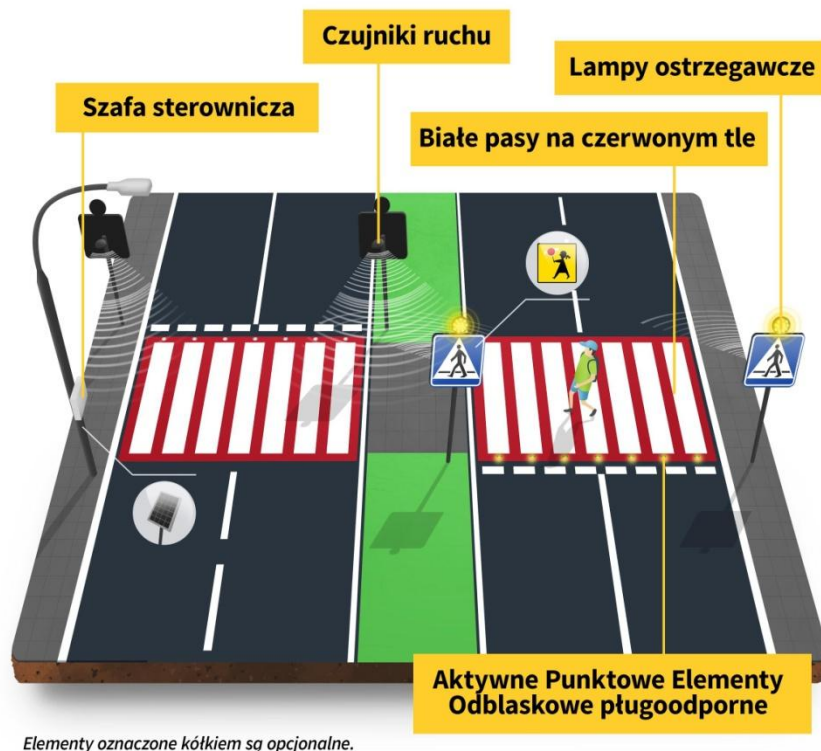 Czujniki ruchu
Lampy ostrzegawcze
Szafa sterownicza
Białe pasy na czerwonym tle
Aktywne Punktowe Elementy
Odblaskowe pługoodporne
Elementy oznaczone kółkiem są opcjonalne.